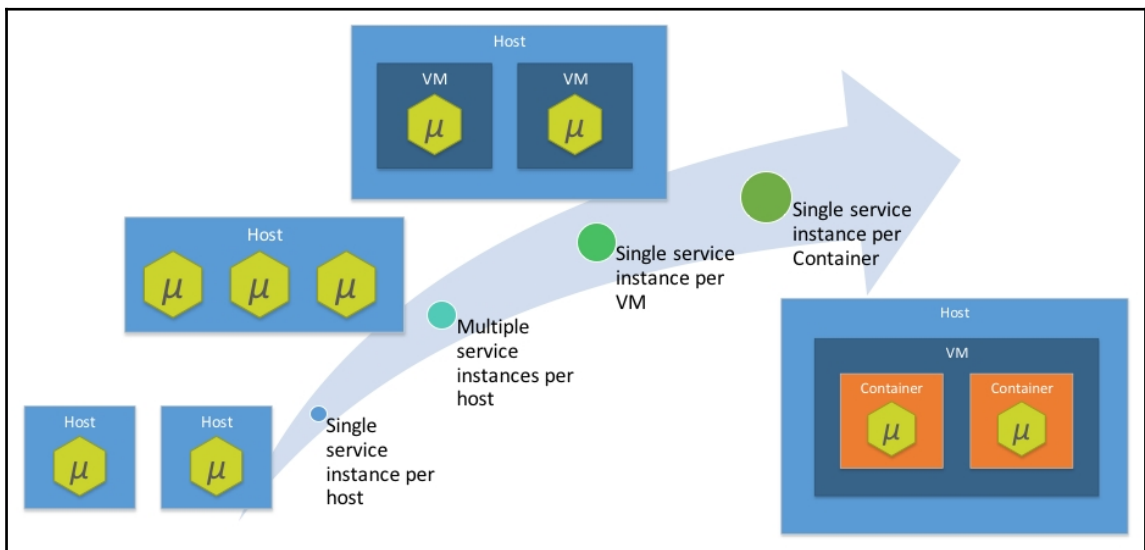 Host
VM
VM
μ
μ
Host
μ
μ
μ
Host
Host
μ
μ
Single
service
instance per
host
Multiple
service
instances per
host
Single service
instance per
VM
Single service
instance per
Container
Host
VM
Container
Container
μ
μ